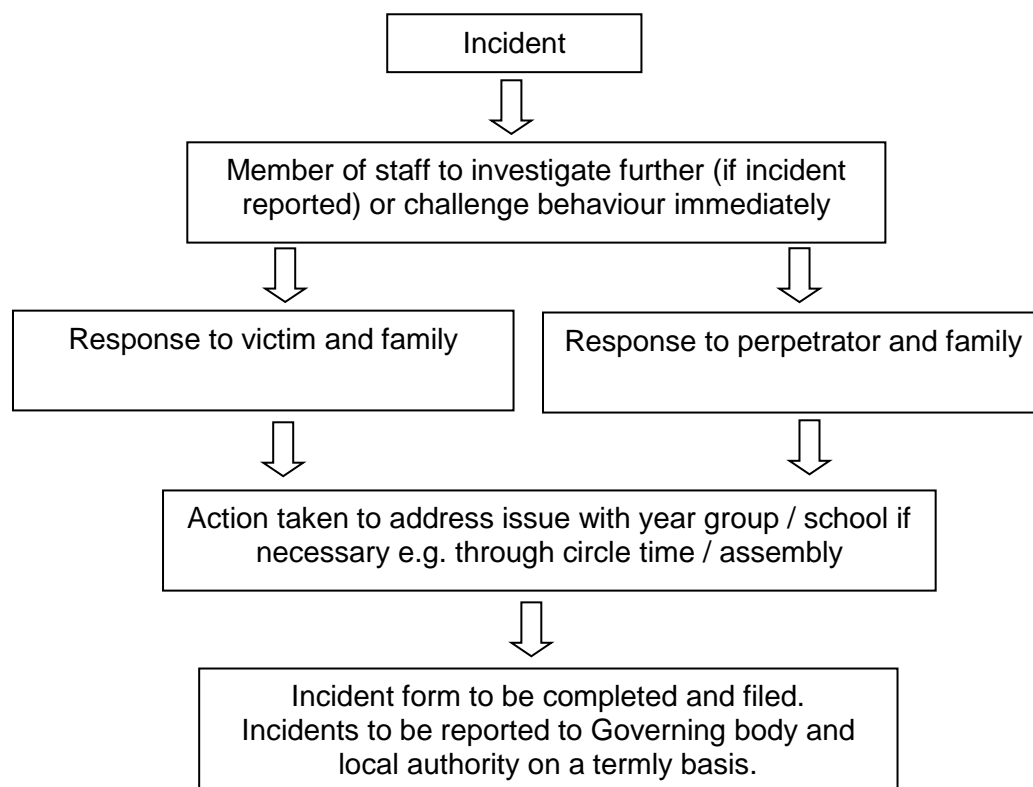 Incident
Member of staff to investigate further (if incident
reported) or challenge behaviour immediately
Response to victim and family
Response to perpetrator and family
Action taken to address issue with year group / school if
necessary e.g. through circle time / assembly
Incident form to be completed and filed.
Incidents to be reported to Governing body and
local authority on a termly basis.